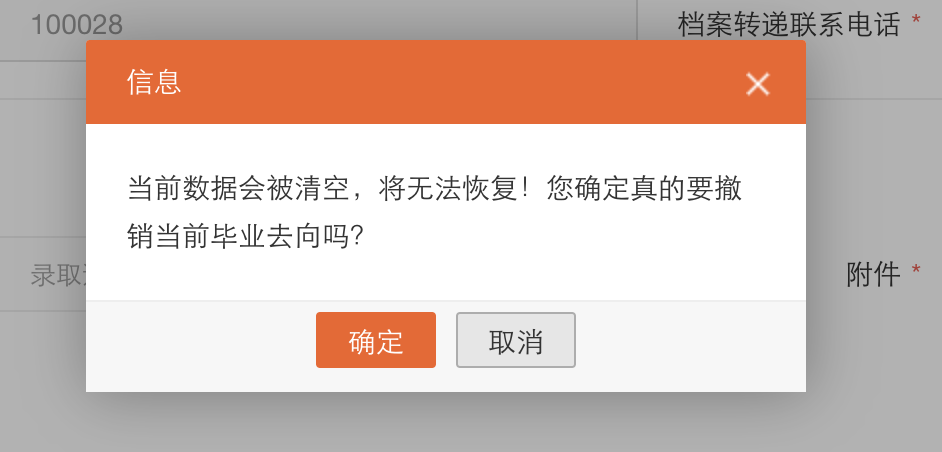 100028
档案转递联系电话 *
信息
当前数据会被清空，将无法恢复！您确定真的要撤
销当前毕业去向吗？
录取
附件 *
确定
取消